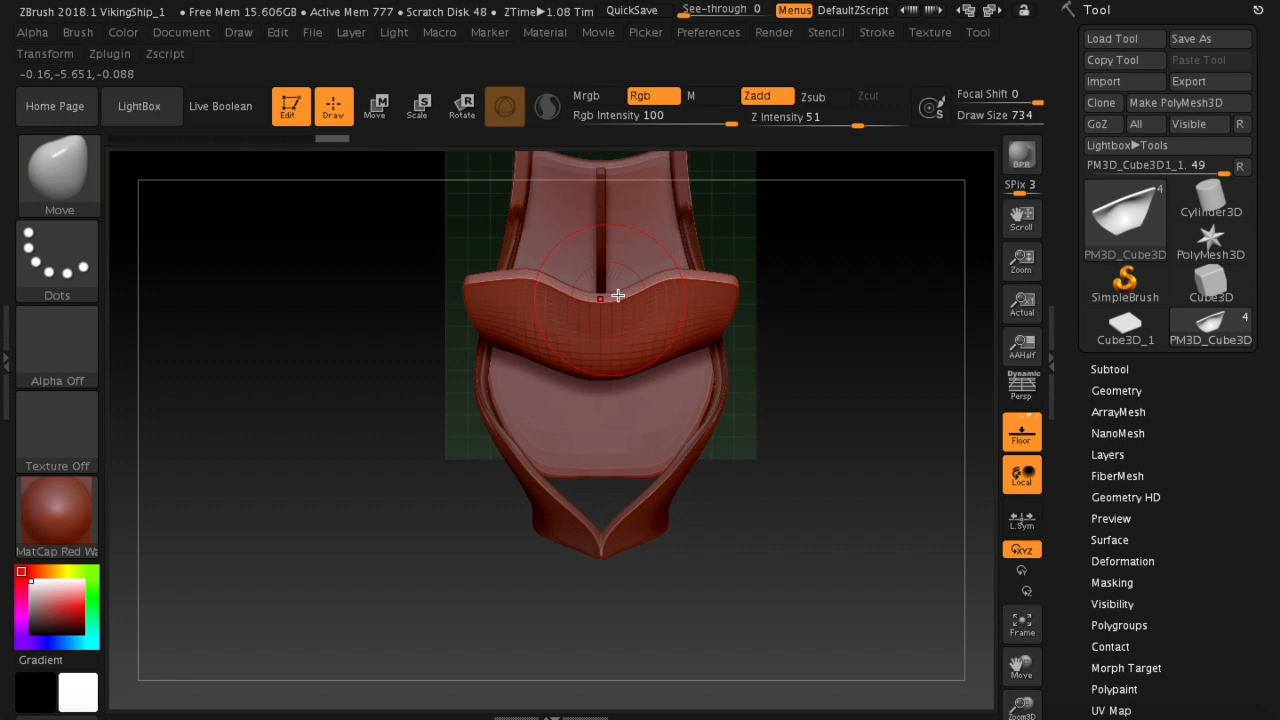 ZBrush 2018.1 VikingShip_1 • Free Mem 15.606GB • Active Mem 777 • Scratch Disk 48 • ZTime▶1.08 Tim QuickSave See-through 0 Menus DefaultZScript
Tool
Alpha Brush Color Document Draw Edit File Layer Light Macro Marker Material Movie Picker Preferences Render Stencil Stroke Texture Tool
Transform Zplugin Zscript
-0.16,-5.651,-0.088
Home Page LightBox Live Boolean Edit Draw Move Scale Rotate
Mrgb Rgb M Zadd Zsub Zcut
Rgb Intensity 100 Z Intensity 51
Focal Shift 0
Draw Size 734
Load Tool Save As
Copy Tool Paste Tool
Import Export
Clone Make PolyMesh3D
GoZ All Visible R
Lightbox▶Tools
PM3D_Cube3D1_1. 49 R
4
PM3D_Cube3D
Cylinder3D
PolyMesh3D
SimpleBrush
Cube3D
Cube3D_1
4
PM3D_Cube3D
Subtool
Geometry
ArrayMesh
NanoMesh
Layers
FiberMesh
Geometry HD
Preview
Surface
Deformation
Masking
Visibility
Polygroups
Contact
Morph Target
Polypaint
UV Map
Move
Dots
Alpha Off
Texture Off
MatCap Red Wa
Gradient
BPR
SPix 3
Scroll
Zoom
Actual
AAHalf
Dynamic
Persp
Floor
Local
L.Sym
XYZ
Y
Z
Frame
Move
Zoom3D